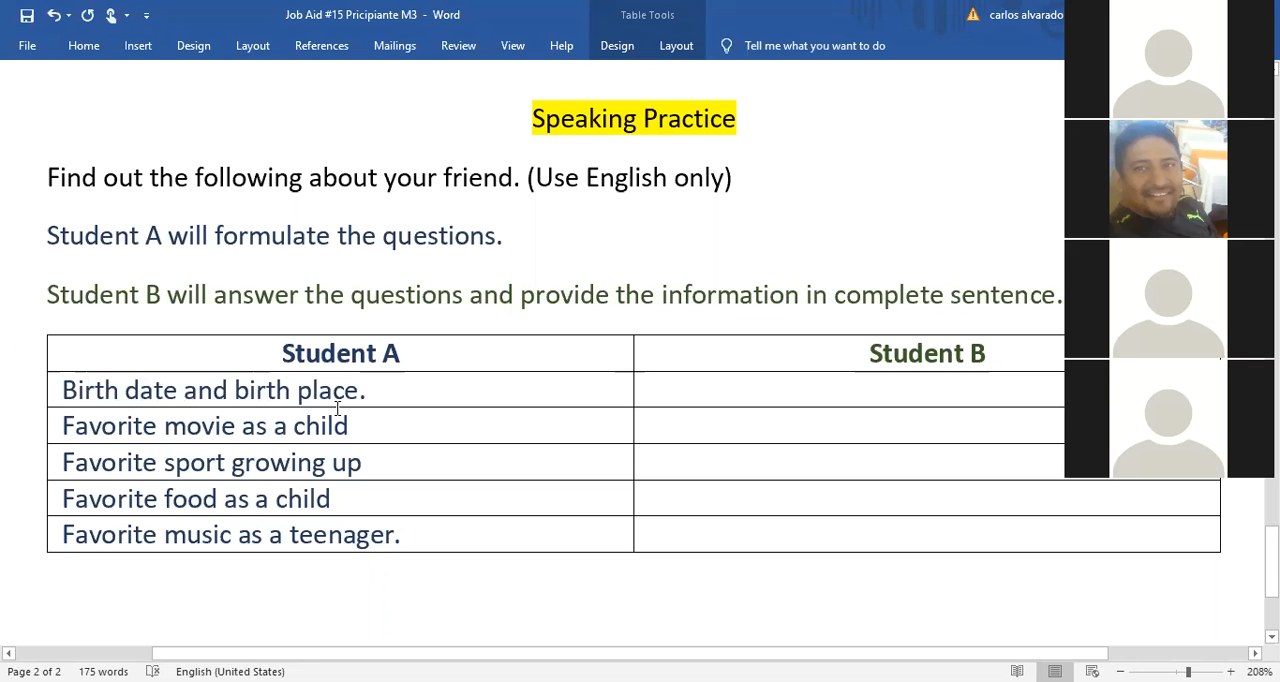 Job Aid #15 Pricipiante M3 - Word
Table Tools
carlos alvarado
File Home Insert Design Layout References Mailings Review View Help Design Layout Tell me what you want to do
Speaking Practice
Find out the following about your friend. (Use English only)
Student A will formulate the questions.
Student B will answer the questions and provide the information in complete sentence.
Student A Student B
Birth date and birth place.
Favorite movie as a child
Favorite sport growing up
Favorite food as a child
Favorite music as a teenager.
Page 2 of 2 175 words English (United States) 208%